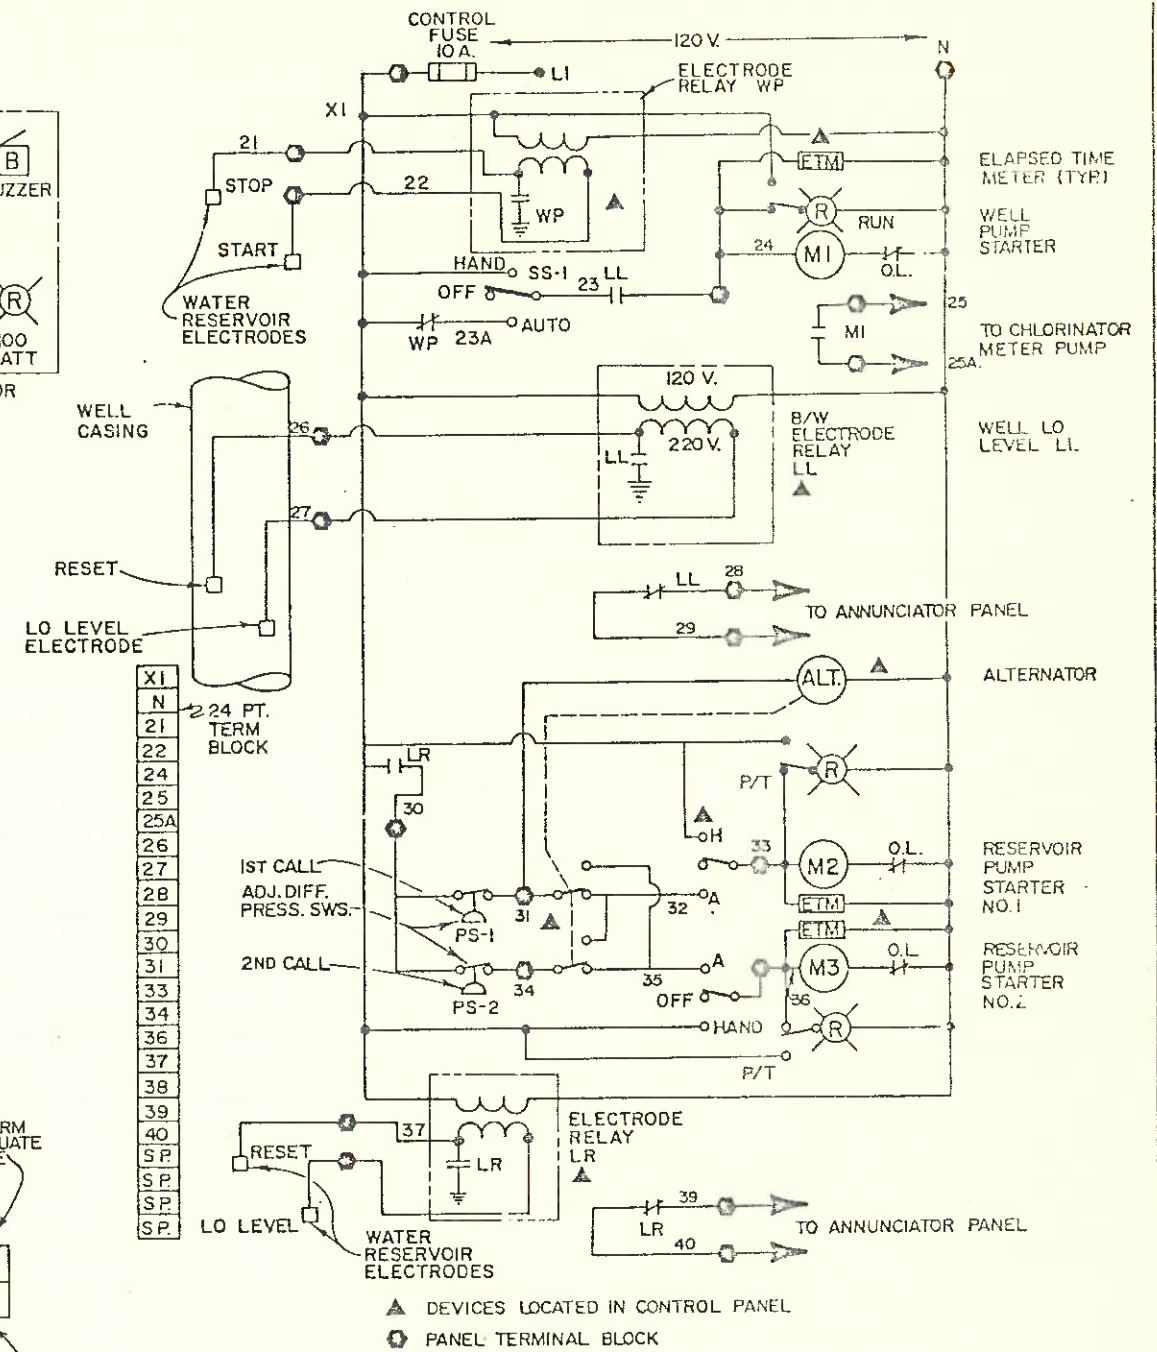 CONTROL
FUSE
10 A.
120 V.
N
L1
ELECTRODE
RELAY WP
X1
B
UZZER
21
STOP
22
WP
START
ETM
ELAPSED TIME
METER (TYP.)
R
RUN
WELL
PUMP
STARTER
24
M1
O.L.
HAND
SS-1
OFF
23
LL
WATER
RESERVOIR
ELECTRODES
R
AUTO
WP
23A
25
M1
TO CHLORINATOR
METER PUMP
25A
100
ATT
OR
120 V.
WELL
CASING
26
220 V.
LL
B/W
ELECTRODE
RELAY
LL
WELL LO
LEVEL LL
27
RESET
LL
28
TO ANNUNCIATOR PANEL
29
LO LEVEL
ELECTRODE
X1
N
21
22
24
25
25A
26
27
28
29
30
31
33
34
36
37
38
39
40
SP.
SP.
SP.
SP.
24 PT.
TERM
BLOCK
ALT.
ALTERNATOR
LR
R
P/T
30
H
33
M2
O.L.
RESERVOIR
PUMP
STARTER
NO.1
1ST CALL
ADJ. DIFF.
PRESS. SWS.
31
32
A
ETM
PS-1
ETM
2ND CALL
34
35
A
M3
O.L
RESERVOIR
PUMP
STARTER
NO.2
PS-2
OFF
36
HAND
R
P/T
37
RESET
LR
ELECTRODE
RELAY
LR
LO LEVEL
WATER
RESERVOIR
ELECTRODES
39
LR
TO ANNUNCIATOR PANEL
40
RM
UATE
E
DEVICES LOCATED IN CONTROL PANEL
PANEL TERMINAL BLOCK